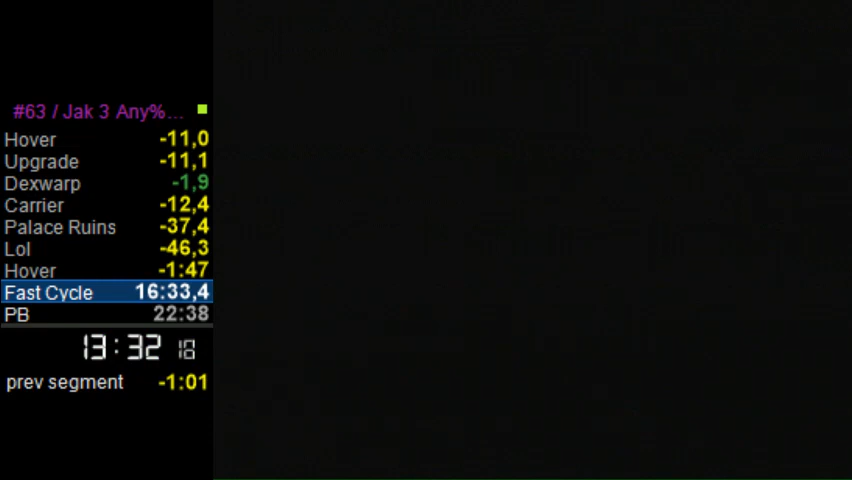 #63 / Jak 3 Any%...
Hover -11,0
Upgrade -11,1
Dexwarp -1,9
Carrier -12,4
Palace Ruins -37,4
Lol -46,3
Hover -1:47
Fast Cycle 16:33,4
PB 22:38
13:32 18
prev segment -1:01